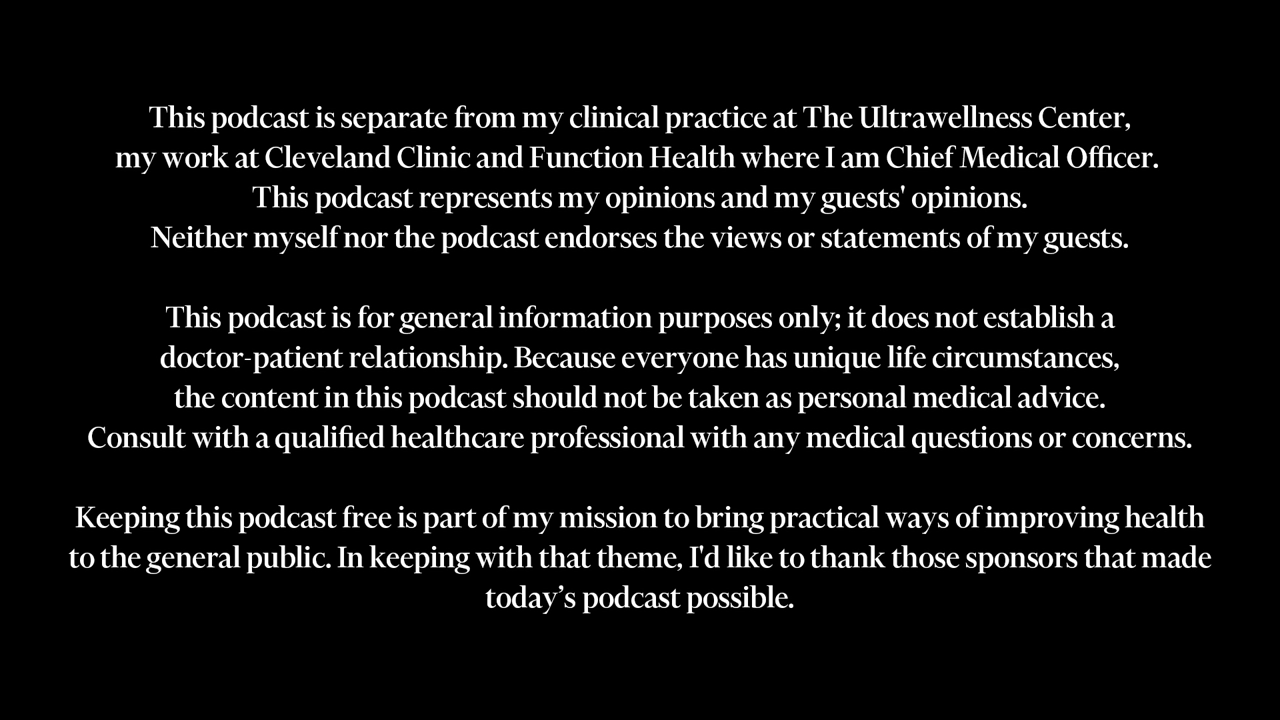 This podcast is separate from my clinical practice at The Ultrawellness Center,
my work at Cleveland Clinic and Function Health where I am Chief Medical Officer.
This podcast represents my opinions and my guests' opinions.
Neither myself nor the podcast endorses the views or statements of my guests.
This podcast is for general information purposes only; it does not establish a
doctor-patient relationship. Because everyone has unique life circumstances,
the content in this podcast should not be taken as personal medical advice.
Consult with a qualified healthcare professional with any medical questions or concerns.
Keeping this podcast free is part of my mission to bring practical ways of improving health
to the general public. In keeping with that theme, I'd like to thank those sponsors that made
today’s podcast possible.